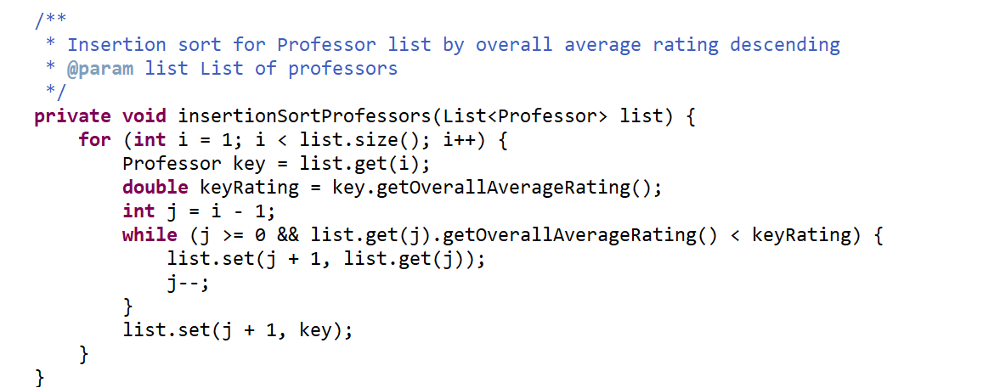 /**
 * Insertion sort for Professor list by overall average rating descending
 * @param list List of professors
 */
private void insertionSortProfessors(List<Professor> list) {
    for (int i = 1; i < list.size(); i++) {
        Professor key = list.get(i);
        double keyRating = key.getOverallAverageRating();
        int j = i - 1;
        while (j >= 0 && list.get(j).getOverallAverageRating() < keyRating) {
            list.set(j + 1, list.get(j));
            j--;
        }
        list.set(j + 1, key);
    }
}